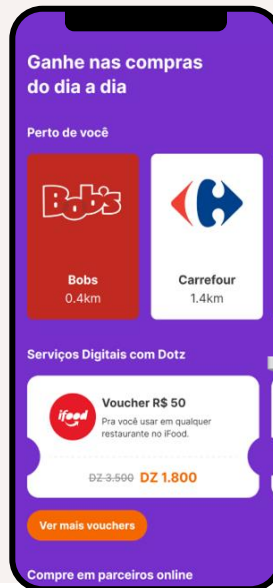 Ganhe nas compras
do dia a dia
Perto de você
Bob's
Bobs
0.4km
Carrefour
1.4km
Serviços Digitais com Dotz
ifood
Voucher R$ 50
Pra você usar em qualquer
restaurante no iFood.
DZ 3.500 DZ 1.800
Ver mais vouchers
Compre em parceiros online